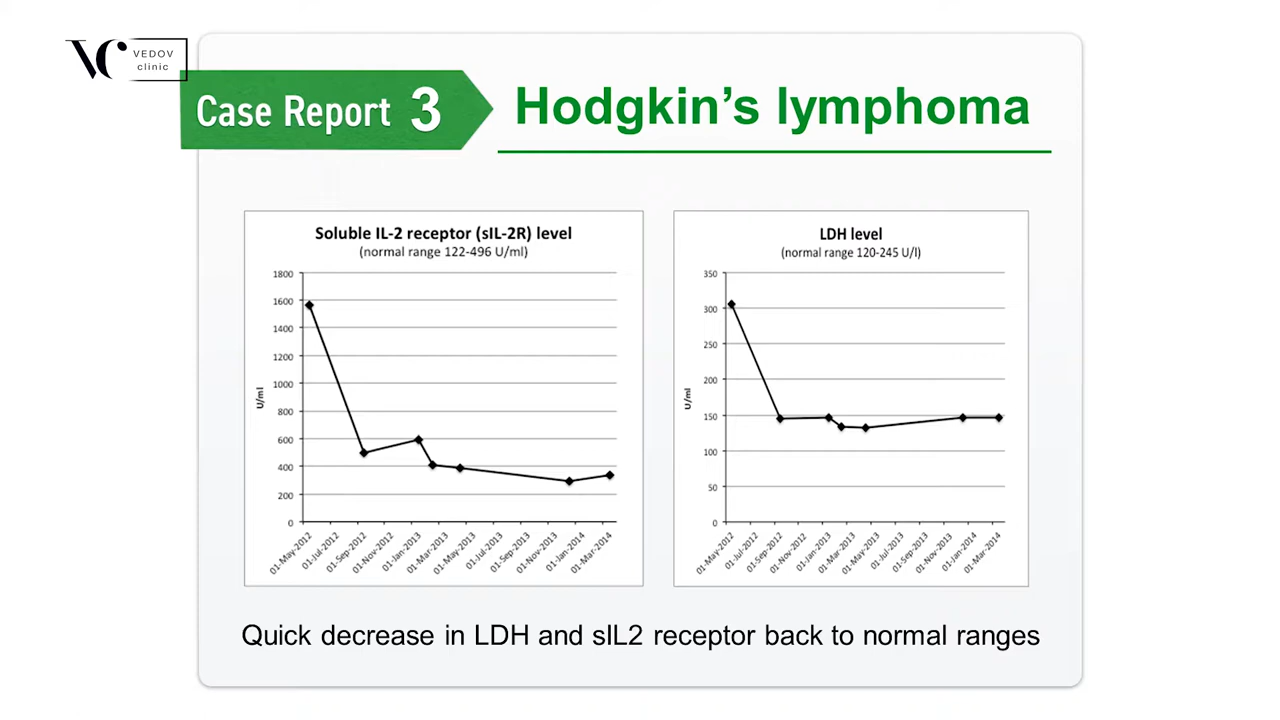 VC VEDOV
clinic
Case Report 3
Hodgkin's lymphoma
Soluble IL-2 receptor (sIL-2R) level
(normal range 122-496 U/ml)
1800
1600
1400
1200
1000
800
600
400
200
0
U/ml
01-May-2012
01-Jul-2012
01-Sep-2012
01-Nov-2012
01-Jan-2013
01-Mar-2013
01-May-2013
01-Jul-2013
01-Sep-2013
01-Nov-2013
01-Jan-2014
01-Mar-2014
LDH level
(normal range 120-245 U/l)
350
300
250
200
150
100
50
0
U/ml
01-May-2012
01-Jul-2012
01-Sep-2012
01-Nov-2012
01-Jan-2013
01-Mar-2013
01-May-2013
01-Jul-2013
01-Sep-2013
01-Nov-2013
01-Jan-2014
01-Mar-2014
Quick decrease in LDH and sIL2 receptor back to normal ranges